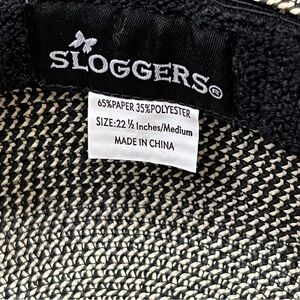 SLOGGERS®
65%PAPER 35%POLYESTER
SIZE:22 ½ Inches/Medium
MADE IN CHINA